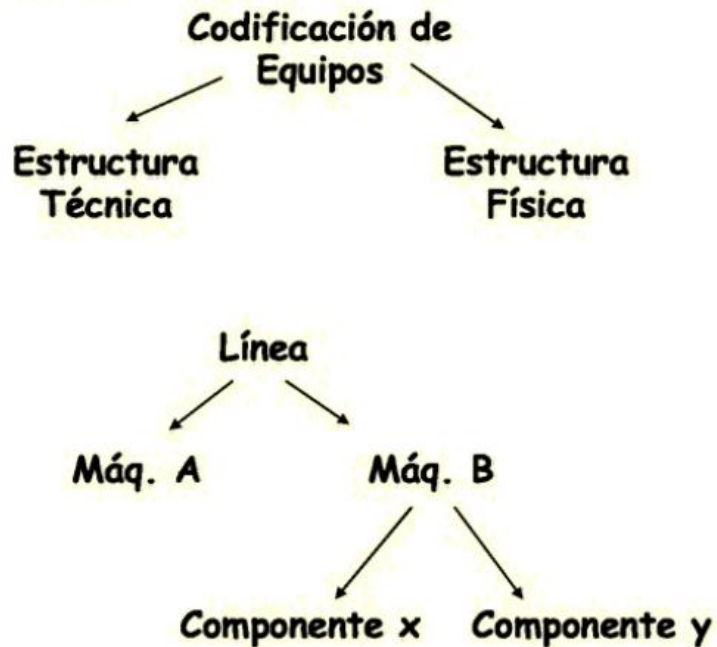 Codificación de
Equipos
Estructura
Técnica
Estructura
Física
Línea
Máq. A
Máq. B
Componente x
Componente y